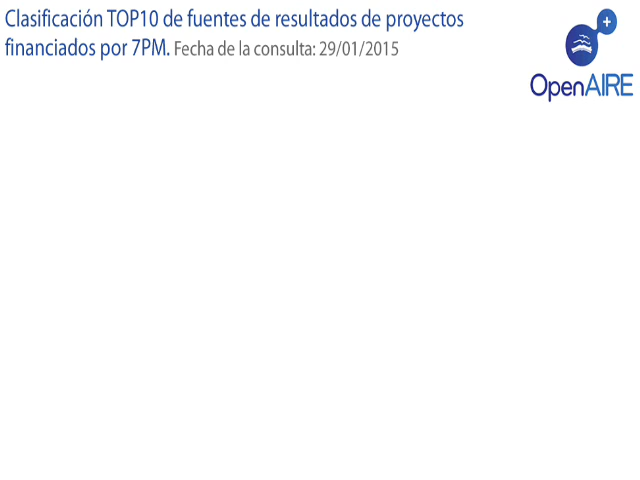 Clasificación TOP10 de fuentes de resultados de proyectos
financiados por 7PM. Fecha de la consulta: 29/01/2015
+
OpenAIRE